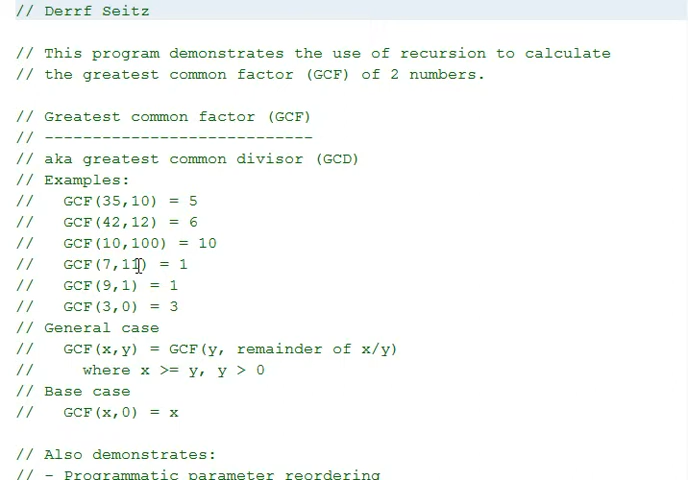 // Derrf Seitz
// This program demonstrates the use of recursion to calculate
// the greatest common factor (GCF) of 2 numbers.
// Greatest common factor (GCF)
// ----------------------------
// aka greatest common divisor (GCD)
// Examples:
//   GCF(35,10) = 5
//   GCF(42,12) = 6
//   GCF(10,100) = 10
//   GCF(7,11) = 1
//   GCF(9,1) = 1
//   GCF(3,0) = 3
// General case
//   GCF(x,y) = GCF(y, remainder of x/y)
//     where x >= y, y > 0
// Base case
//   GCF(x,0) = x
// Also demonstrates:
// - Programmatic parameter reordering